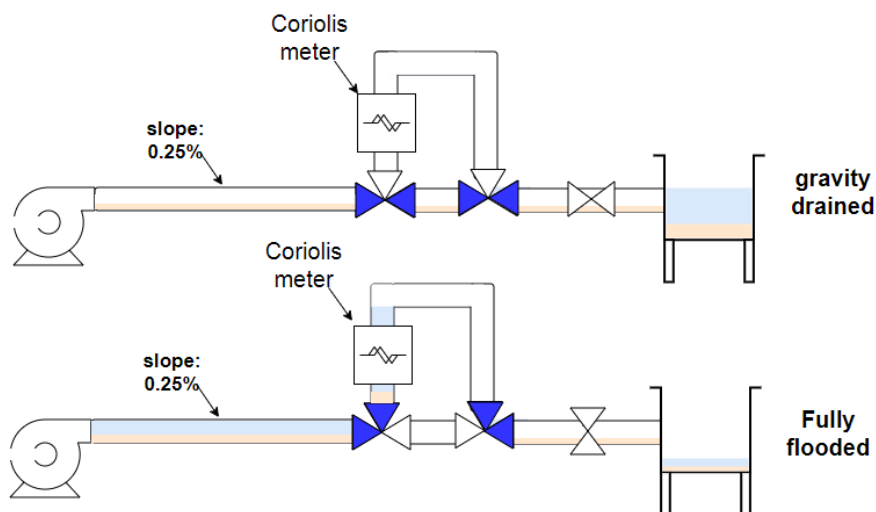 Coriolis
meter
slope:
0.25%
gravity
drained
Coriolis
meter
slope:
0.25%
Fully
flooded